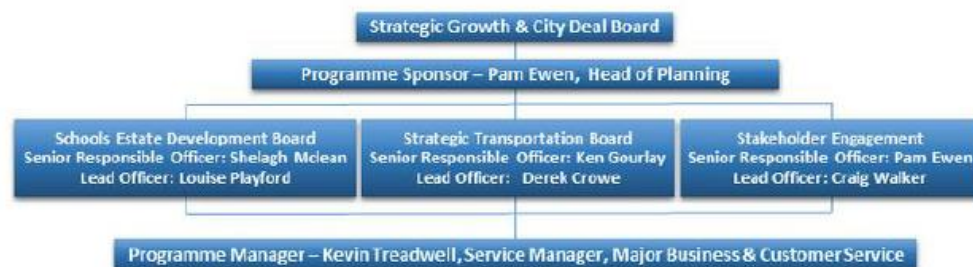 Strategic Growth & City Deal Board
Programme Sponsor – Pam Ewen, Head of Planning
Schools Estate Development Board
Senior Responsible Officer: Shelagh Mclean
Lead Officer: Louise Playford
Strategic Transportation Board
Senior Responsible Officer: Ken Gourlay
Lead Officer: Derek Crowe
Stakeholder Engagement
Senior Responsible Officer: Pam Ewen
Lead Officer: Craig Walker
Programme Manager – Kevin Treadwell, Service Manager, Major Business & Customer Service